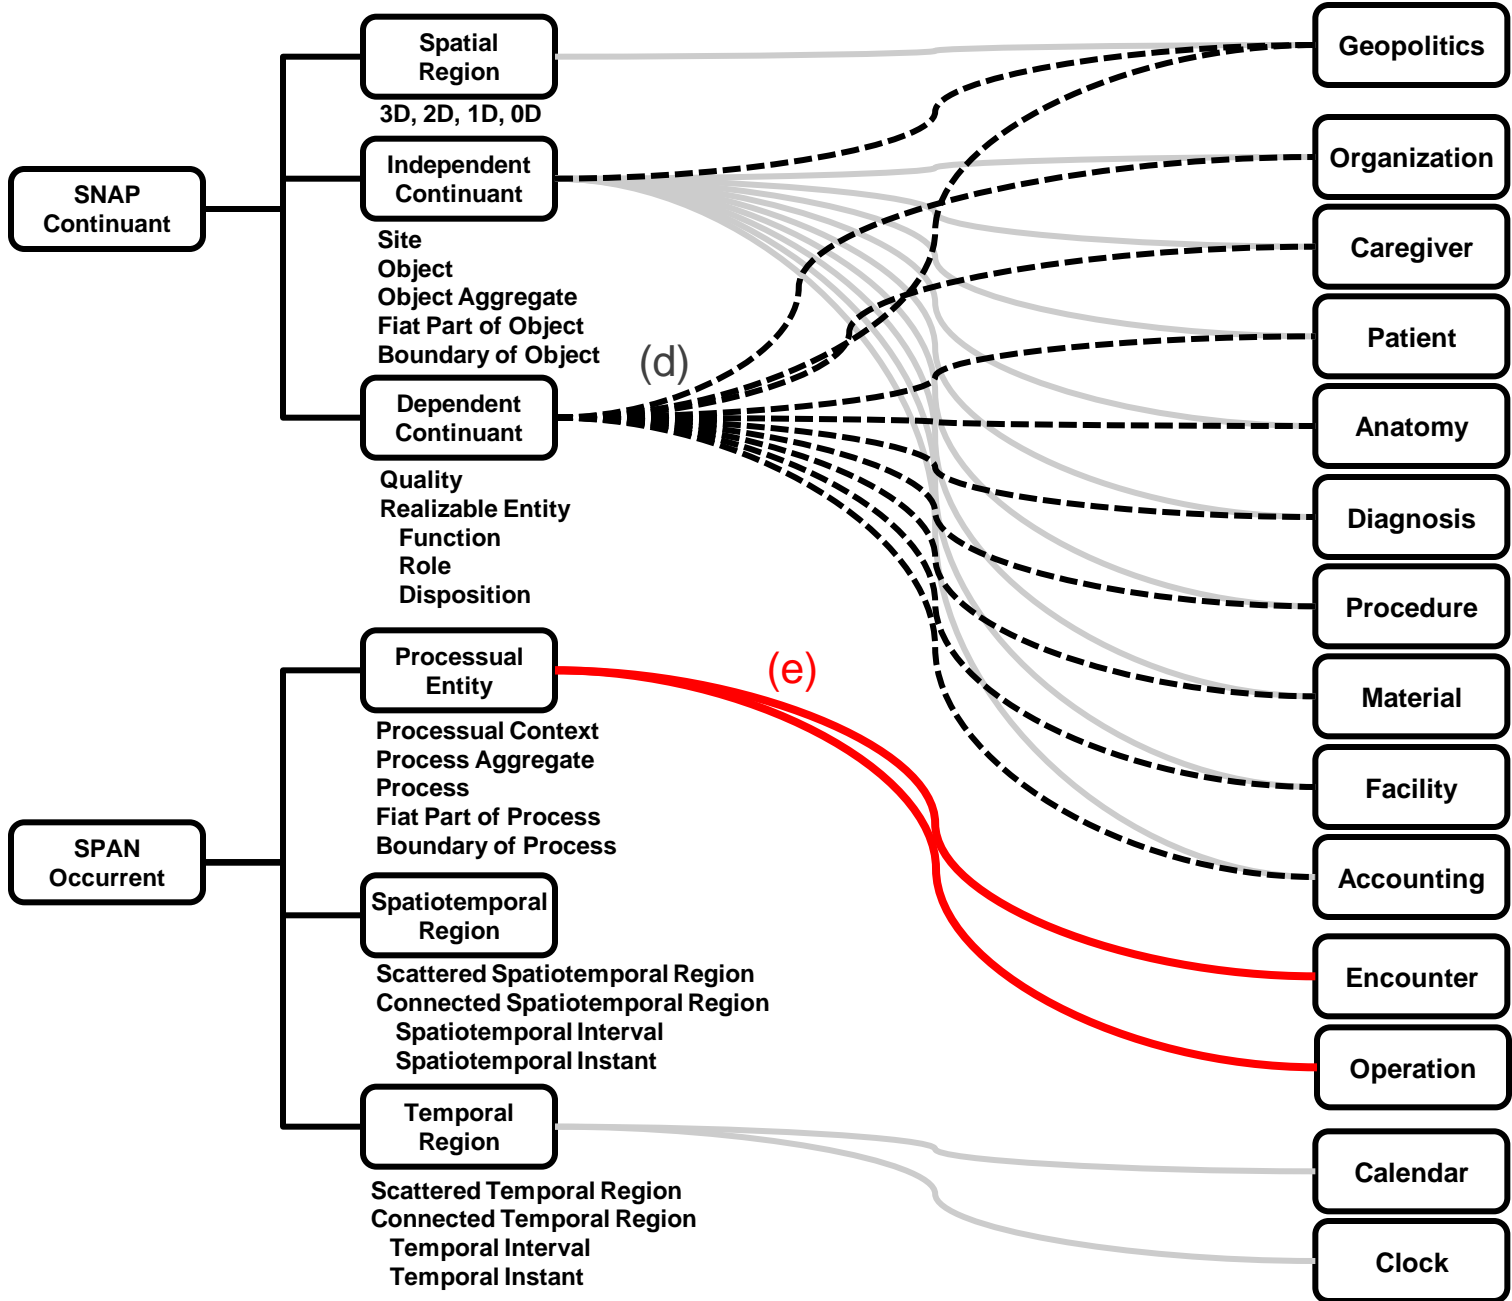 SNAP
Continuant
Spatial
Region
3D, 2D, 1D, 0D
Independent
Continuant
Site
Object
Object Aggregate
Fiat Part of Object
Boundary of Object
Dependent
Continuant
Quality
Realizable Entity
Function
Role
Disposition
(d)
SPAN
Occurrent
Processual
Entity
Processual Context
Process Aggregate
Process
Fiat Part of Process
Boundary of Process
(e)
Spatiotemporal
Region
Scattered Spatiotemporal Region
Connected Spatiotemporal Region
Spatiotemporal Interval
Spatiotemporal Instant
Temporal
Region
Scattered Temporal Region
Connected Temporal Region
Temporal Interval
Temporal Instant
Geopolitics
Organization
Caregiver
Patient
Anatomy
Diagnosis
Procedure
Material
Facility
Accounting
Encounter
Operation
Calendar
Clock